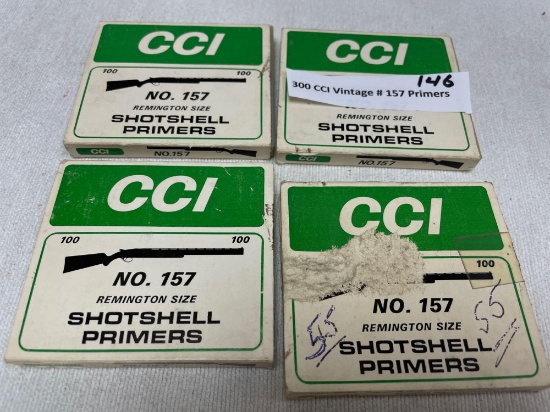 CCI
100 100
NO. 157
REMINGTON SIZE
SHOTSHELL
PRIMERS
CCI NO.157
CCI
146
300 CCI Vintage # 157 Primers
SHOTSHELL
PRIMERS
CCI NO.157
CCI
100 100
NO. 157
REMINGTON SIZE
SHOTSHELL
PRIMERS
CCI
100
NO. 157
REMINGTON SIZE
55
SHOTSHELL
PRIMERS